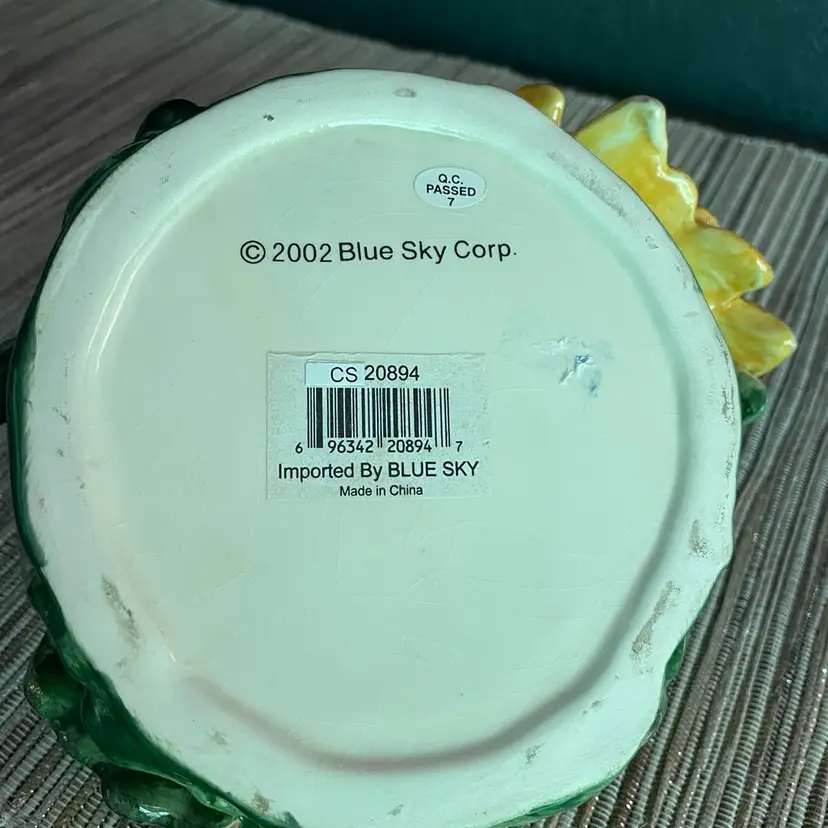 Q.C.
PASSED
7
© 2002 Blue Sky Corp.
CS 20894
6 96342 20894 7
Imported By BLUE SKY
Made in China